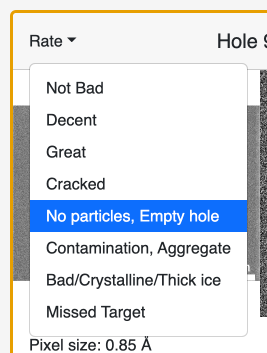 Rate
Hole 9
Not Bad
Decent
Great
Cracked
No particles, Empty hole
Contamination, Aggregate
Bad/Crystalline/Thick ice
Missed Target
Pixel size: 0.85 Å